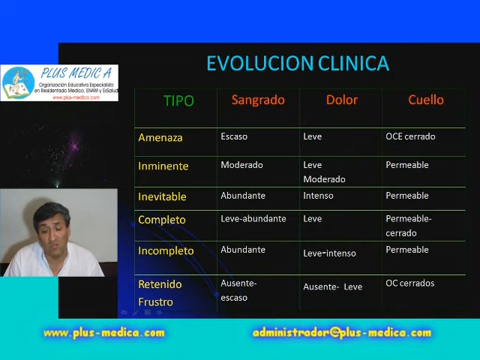 PLUS MEDIC A
Organización Educativa Especialista
en Residentado Medico, ENAM y EsSalud
www.plus-medica.com
EVOLUCION CLINICA
TIPO Sangrado Dolor Cuello
Amenaza Escaso Leve OCE cerrado
Inminente Moderado Leve Permeable
Moderado
Inevitable Abundante Intenso Permeable
Completo Leve-abundante Leve Permeable-
cerrado
Incompleto Abundante Leve-intenso Permeable
Retenido Ausente- Ausente- Leve OC cerrados
Frustro escaso
www.plus-medica.com administrador@plus-medica.com